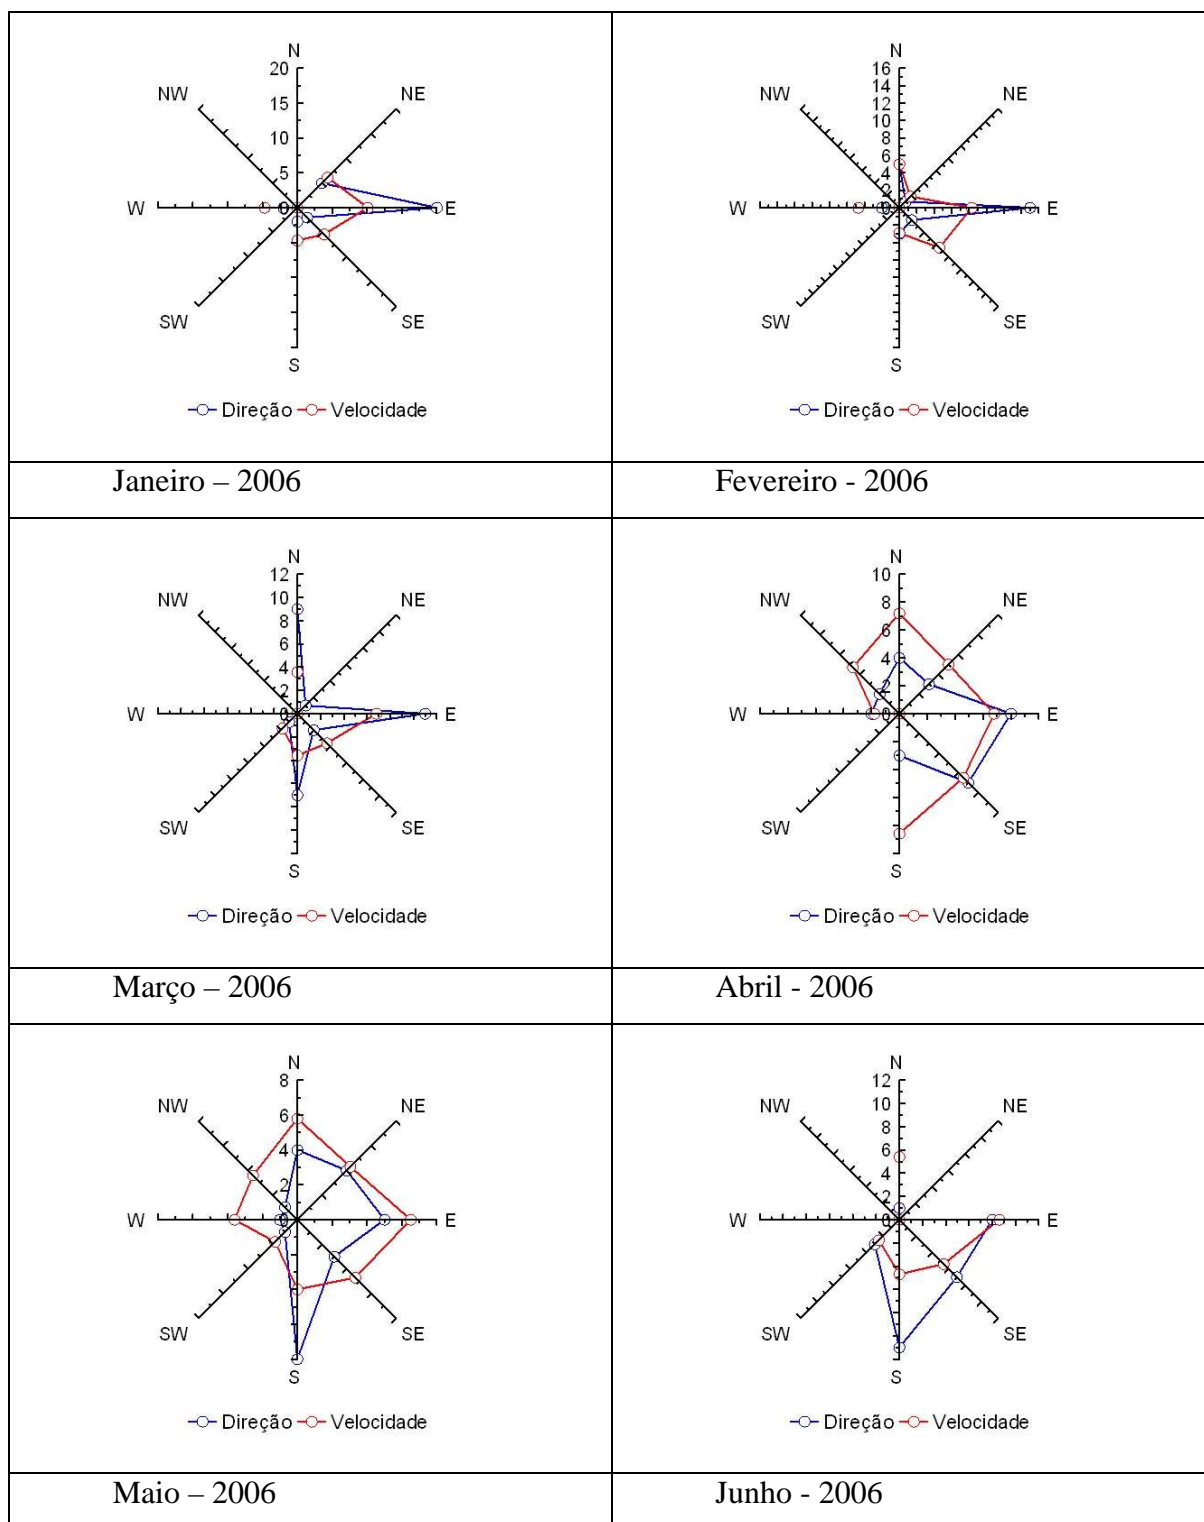 N N
20 16
NW NE NW 14 NE
15 12
10 10
8
5 6
4
2
W 0 E W 0 E
SW SE SW SE
S S
Direção Velocidade Direção Velocidade
Janeiro – 2006 Fevereiro - 2006
N N
12 10
NW 10 NE NW 8 NE
8
6 6
4 4
2 2
W 0 E W 0 E
SW SE SW SE
S S
Direção Velocidade Direção Velocidade
Março – 2006 Abril - 2006
N N
8 12
NW 6 NE NW 10 NE
8
4 6
4
2 2
W 0 E W 0 E
SW SE SW SE
S S
Direção Velocidade Direção Velocidade
Maio – 2006 Junho - 2006